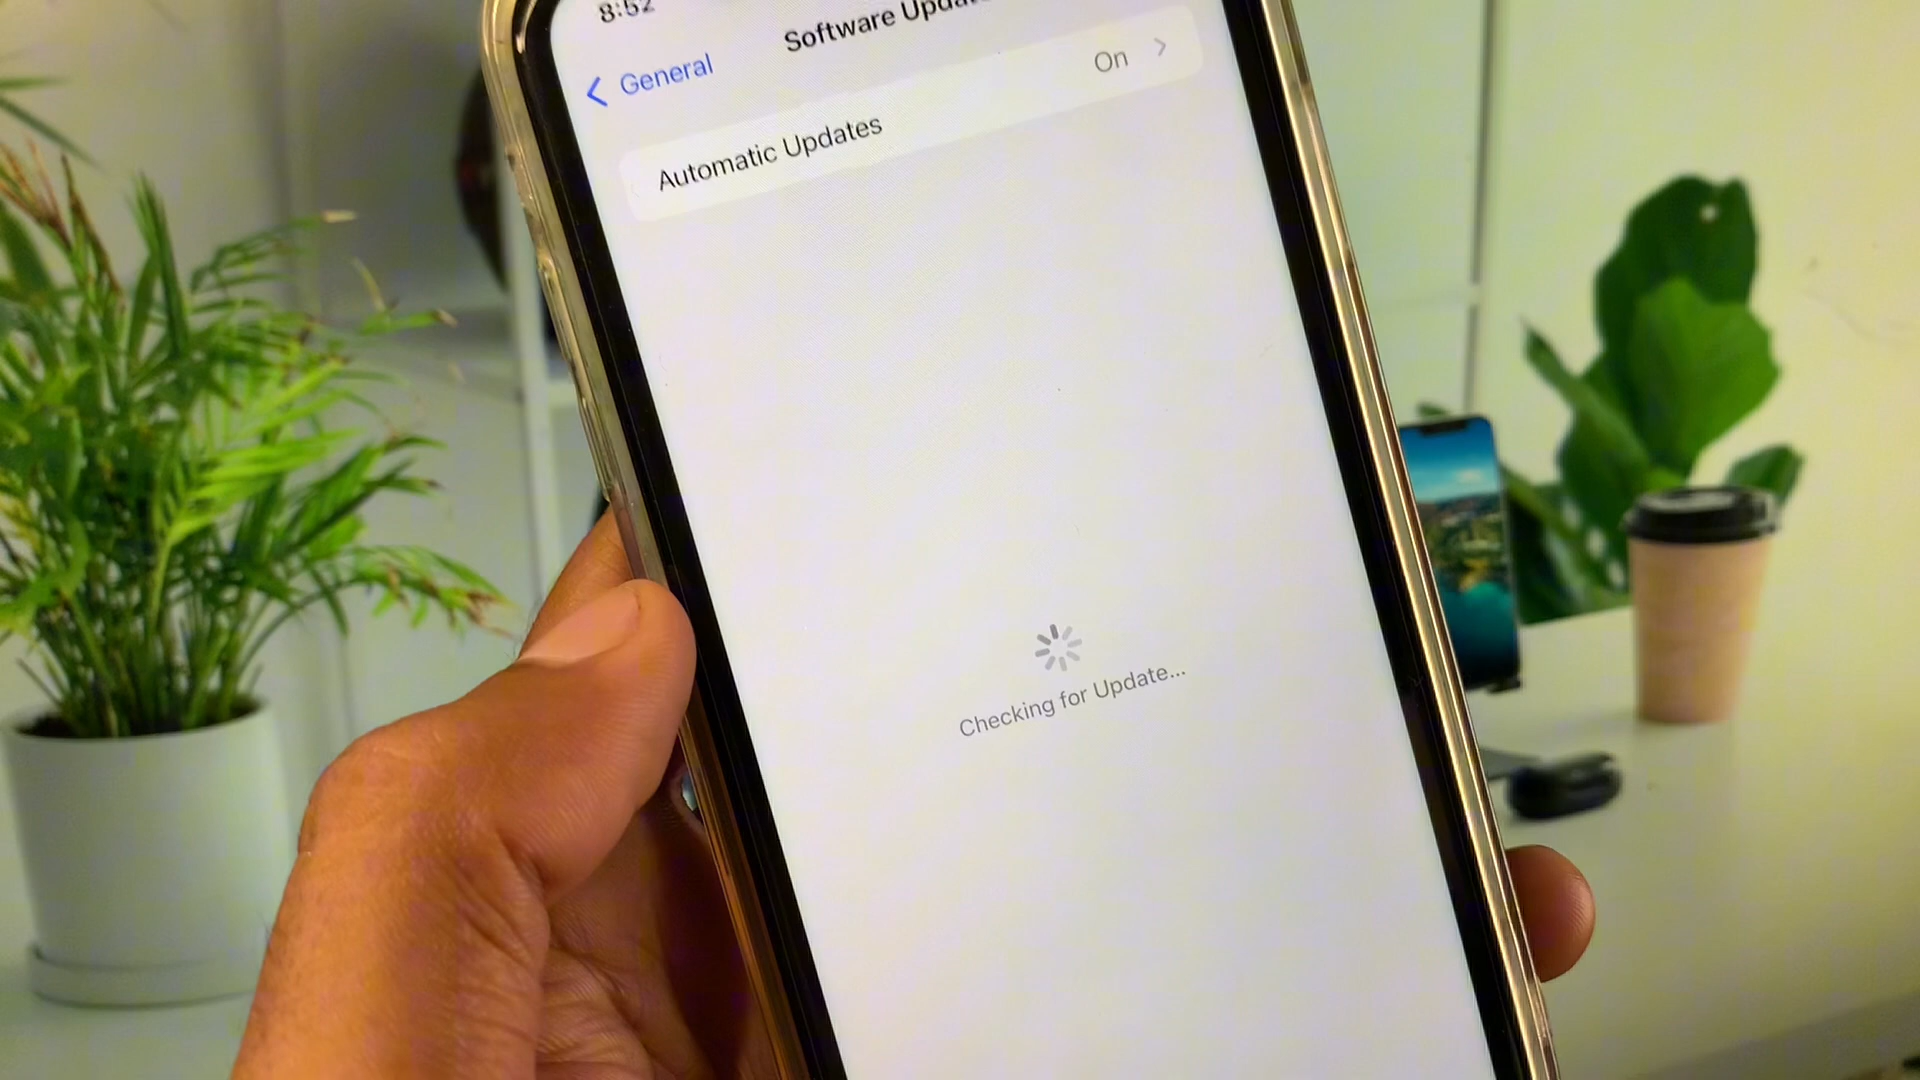 8:52
Software Update
General
Automatic Updates On
Checking for Update...